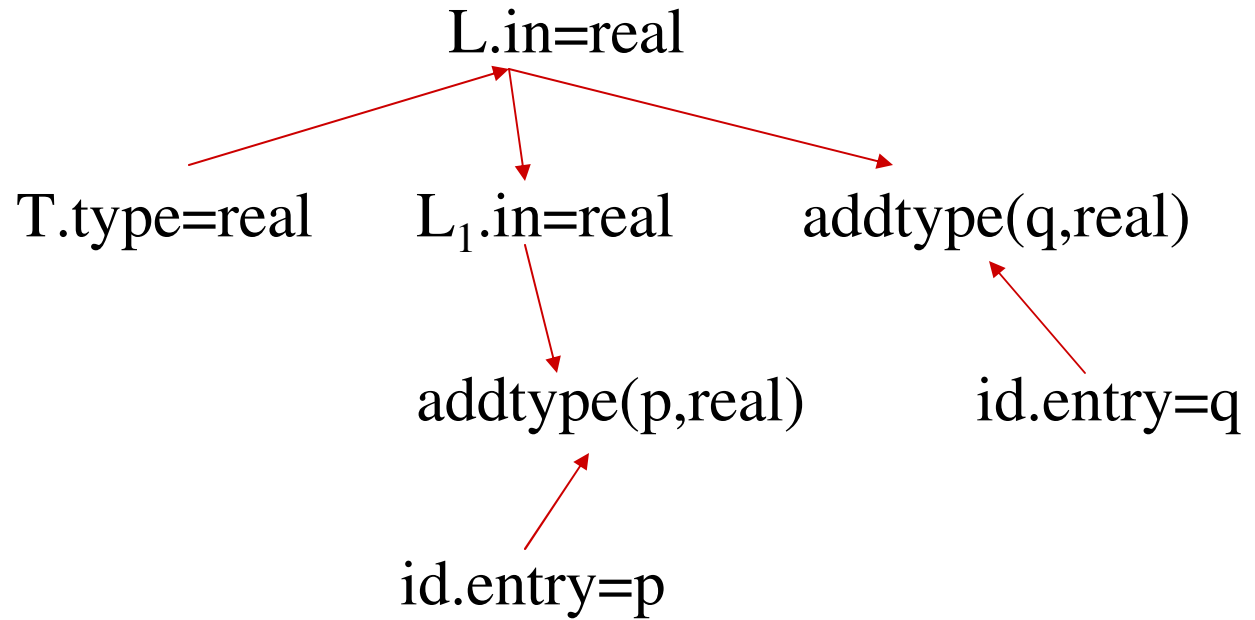 L.in=real
T.type=real L₁.in=real addtype(q,real)
addtype(p,real) id.entry=q
id.entry=p